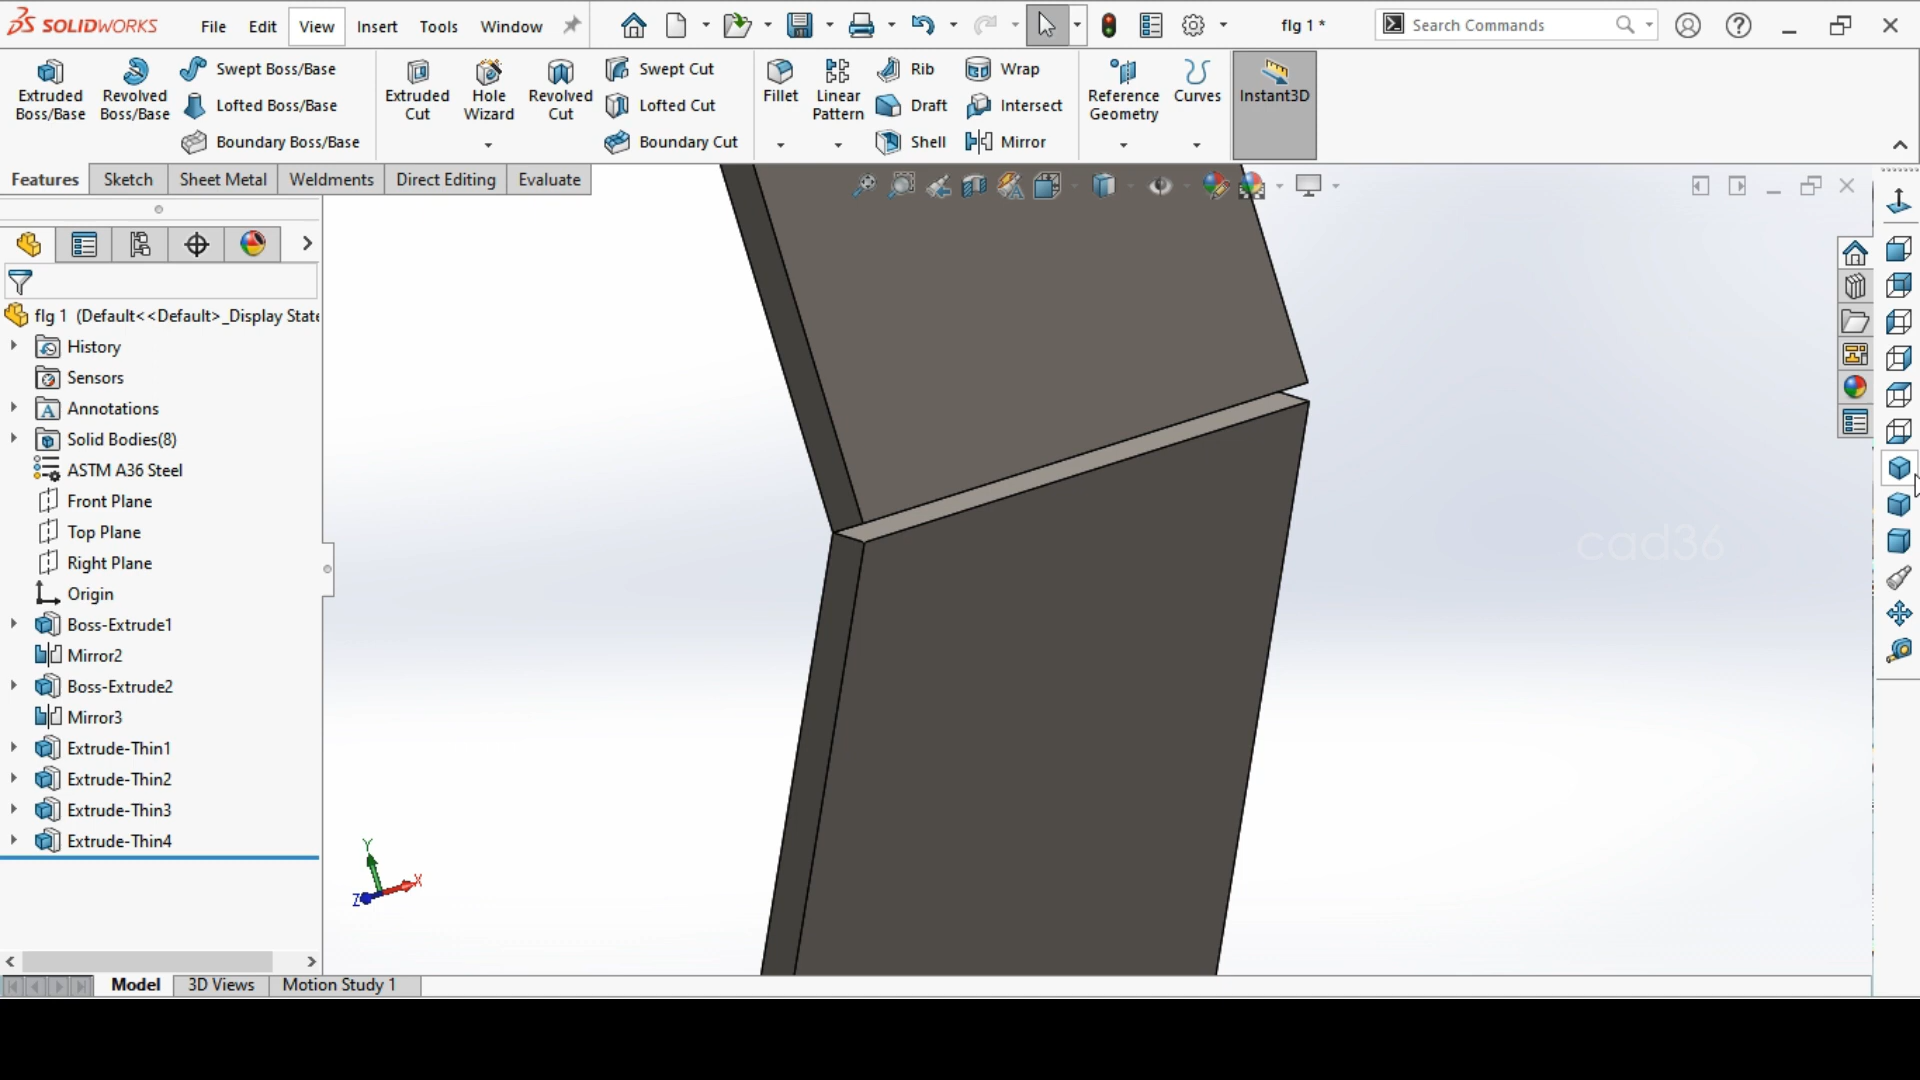 SOLIDWORKS
File Edit View Insert Tools Window
flg 1 *
Search Commands
Extruded Boss/Base
Revolved Boss/Base
Swept Boss/Base
Lofted Boss/Base
Boundary Boss/Base
Extruded Cut
Hole Wizard
Revolved Cut
Swept Cut
Lofted Cut
Boundary Cut
Fillet
Linear Pattern
Rib
Draft
Shell
Wrap
Intersect
Mirror
Reference Geometry
Curves
Instant3D
Features Sketch Sheet Metal Weldments Direct Editing Evaluate
flg 1 (Default<<Default>_Display State
History
Sensors
Annotations
Solid Bodies(8)
ASTM A36 Steel
Front Plane
Top Plane
Right Plane
Origin
Boss-Extrude1
Mirror2
Boss-Extrude2
Mirror3
Extrude-Thin1
Extrude-Thin2
Extrude-Thin3
Extrude-Thin4
Y
X
Z
cad36
Model 3D Views Motion Study 1